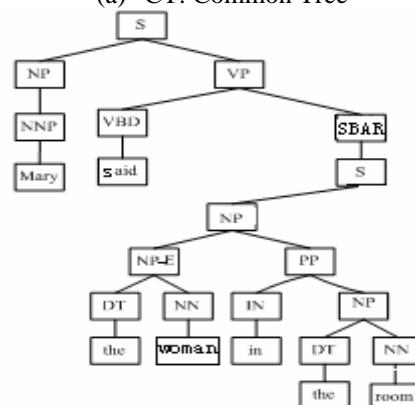 (a) CT: Common Tree
S
NP VP
NNP VBD SBAR
Mary said S
NP
NP-E PP
DT NN IN NP
the woman in DT NN
the room